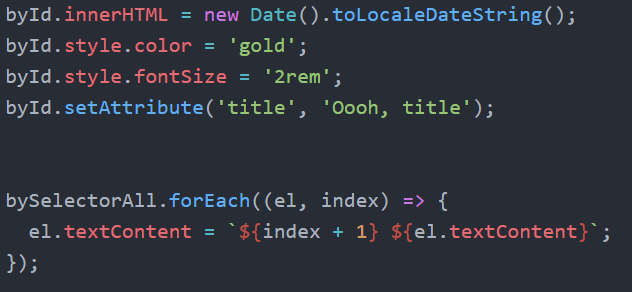 byId.innerHTML = new Date().toLocaleDateString();
byId.style.color = 'gold';
byId.style.fontSize = '2rem';
byId.setAttribute('title', 'Oooh, title');
bySelectorAll.forEach((el, index) => {
  el.textContent = `${index + 1} ${el.textContent}`;
});